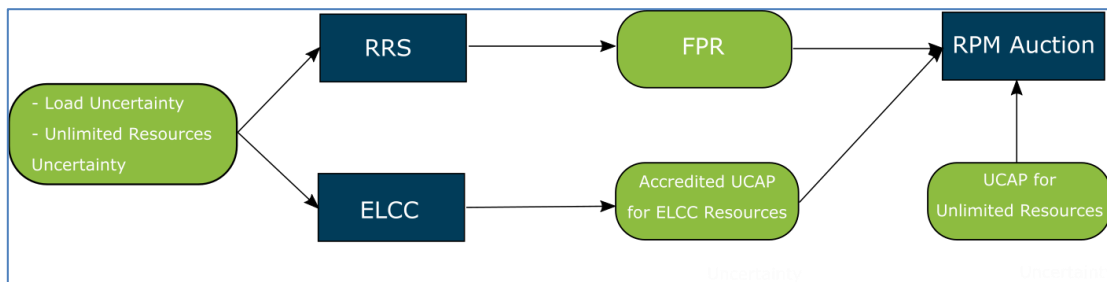 RRS
FPR
RPM Auction
- Load Uncertainty
- Unlimited Resources
Uncertainty
ELCC
Accredited UCAP
for ELCC Resources
UCAP for
Unlimited Resources
Uncertainty